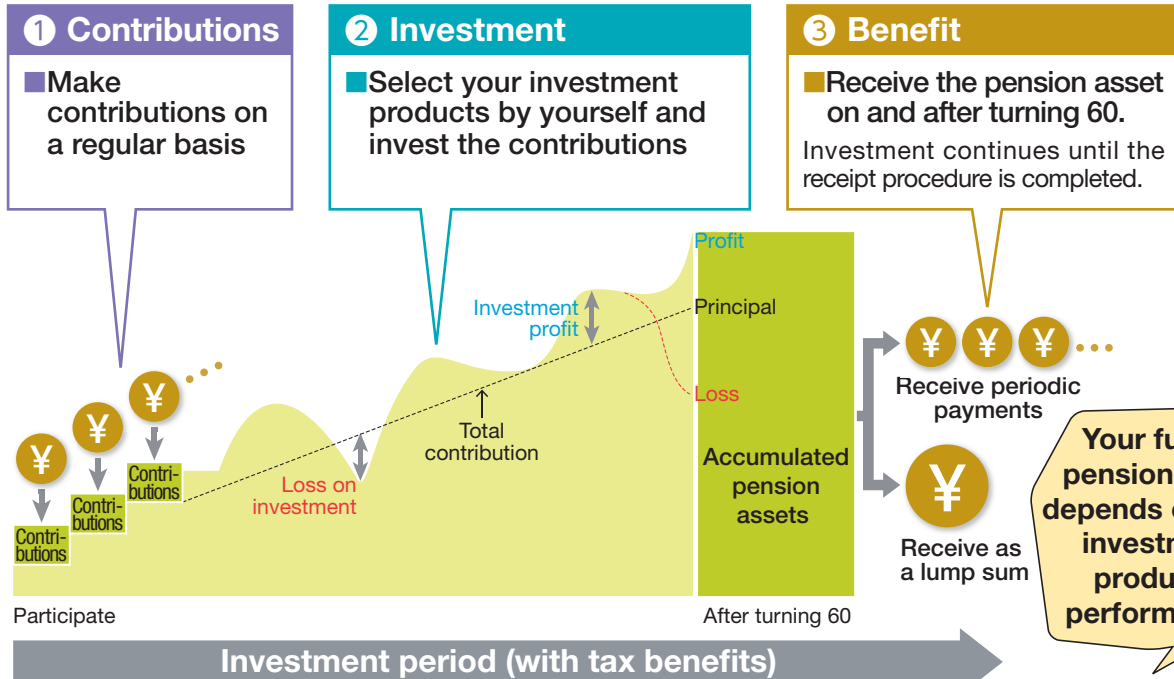 ❶ Contributions
■Make
contributions on
a regular basis
❷ Investment
■Select your investment
products by yourself and
invest the contributions
❸ Benefit
■Receive the pension asset
on and after turning 60.
Investment continues until the
receipt procedure is completed.
Profit
Investment
profit
Principal
Loss
Total
contribution
Loss on
investment
¥
¥
¥
Contri-
butions
Contri-
butions
Contri-
butions
Accumulated
pension
assets
¥ ¥ ¥
Receive periodic
payments
¥
Receive as
a lump sum
Your
pension
depends
investm
produ
perform
Participate
After turning 60
Investment period (with tax benefits)